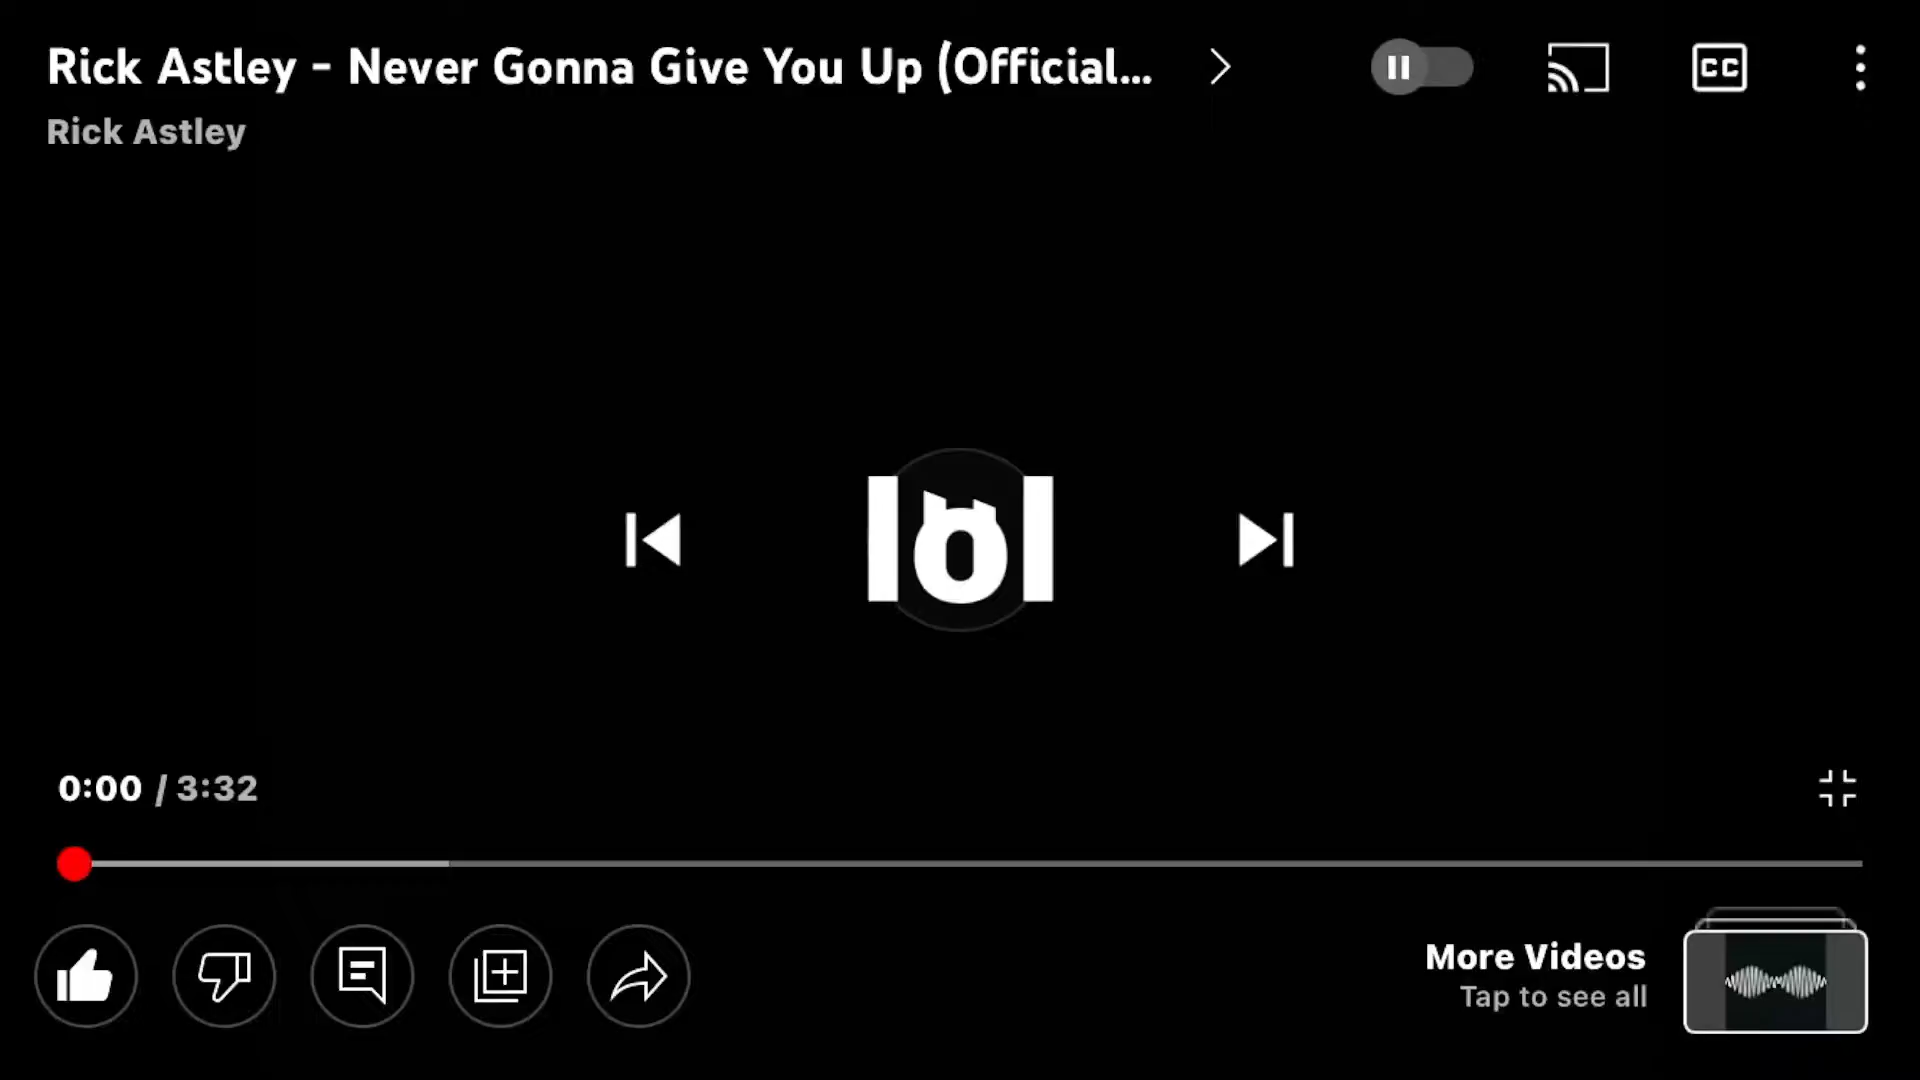 Rick Astley - Never Gonna Give You Up (Official...
CC
Rick Astley
lol
0:00 / 3:32
More Videos
Tap to see all